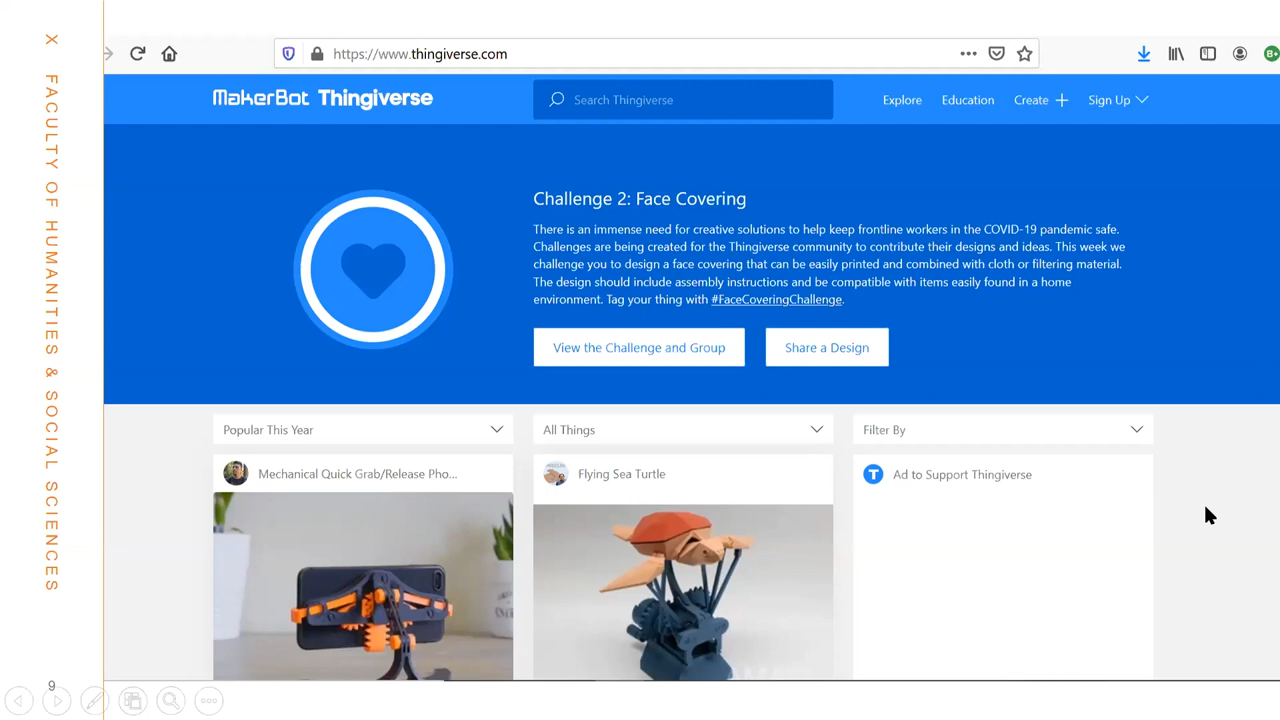 X FACULTY OF HUMANITIES & SOCIAL SCIENCES
https://www.thingiverse.com
B+
MakerBot Thingiverse
Search Thingiverse
Explore
Education
Create
Sign Up
Challenge 2: Face Covering
There is an immense need for creative solutions to help keep frontline workers in the COVID-19 pandemic safe.
Challenges are being created for the Thingiverse community to contribute their designs and ideas. This week we
challenge you to design a face covering that can be easily printed and combined with cloth or filtering material.
The design should include assembly instructions and be compatible with items easily found in a home
environment. Tag your thing with #FaceCoveringChallenge.
View the Challenge and Group
Share a Design
Popular This Year
All Things
Filter By
Mechanical Quick Grab/Release Pho...
Flying Sea Turtle
T
Ad to Support Thingiverse
9